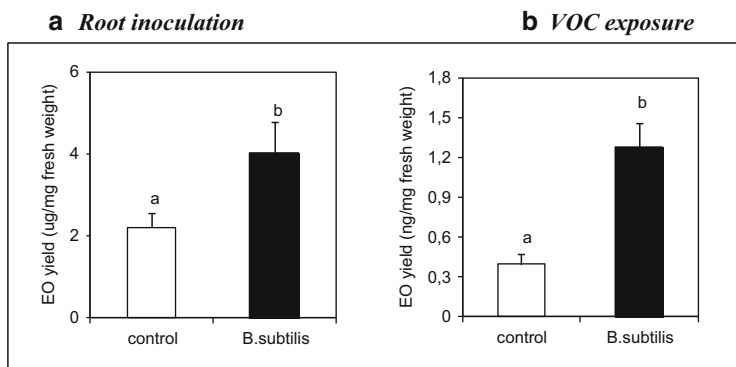 a Root inoculation
EO yield (ug/mg fresh weight)
6
4
2
0
a
b
control
B.subtilis
b VOC exposure
EO yield (ng/mg fresh weight)
1,8
1,5
1,2
0,9
0,6
0,3
0
a
b
control
B.subtilis